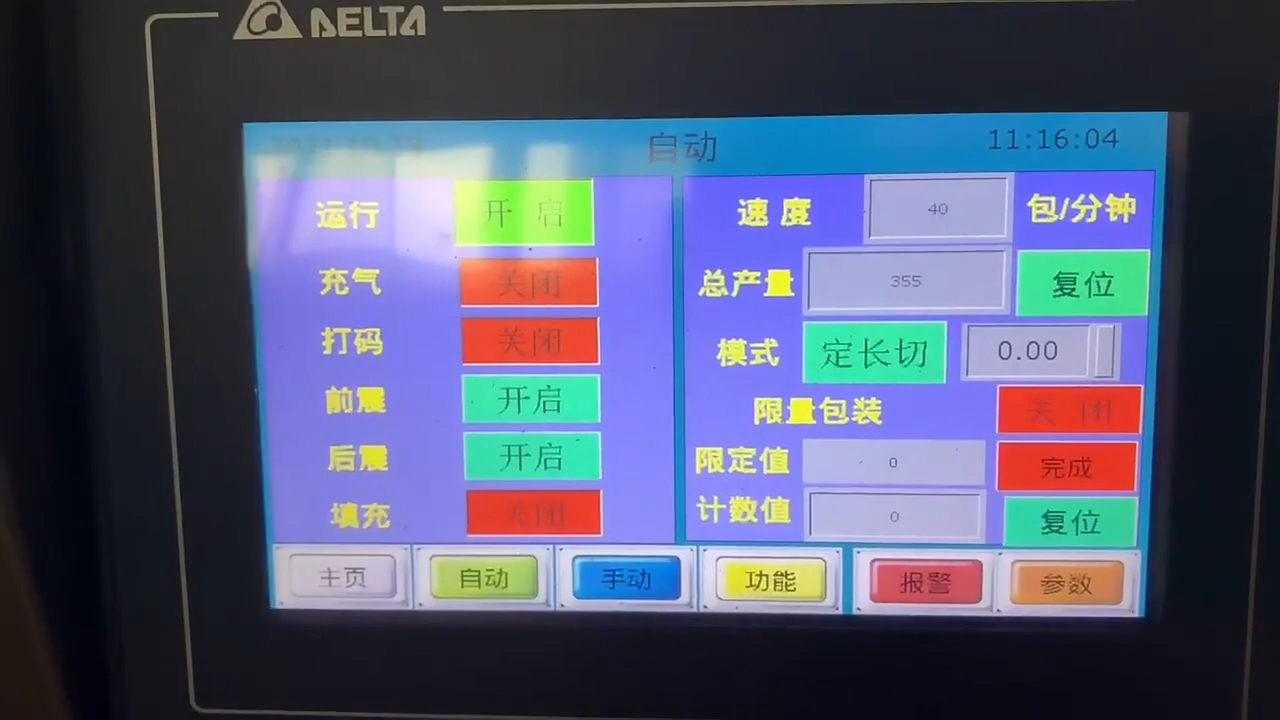 DELTA
自动
11:16:04
运行 开 启
充气 关闭
打码 关闭
前震 开启
后震 开启
填充 关闭
速 度 40 包/分钟
总产量 355 复位
模式 定长切 0.00
限量包装 关 闭
限定值 0 完成
计数值 0 复位
主页 自动 手动 功能 报警 参数